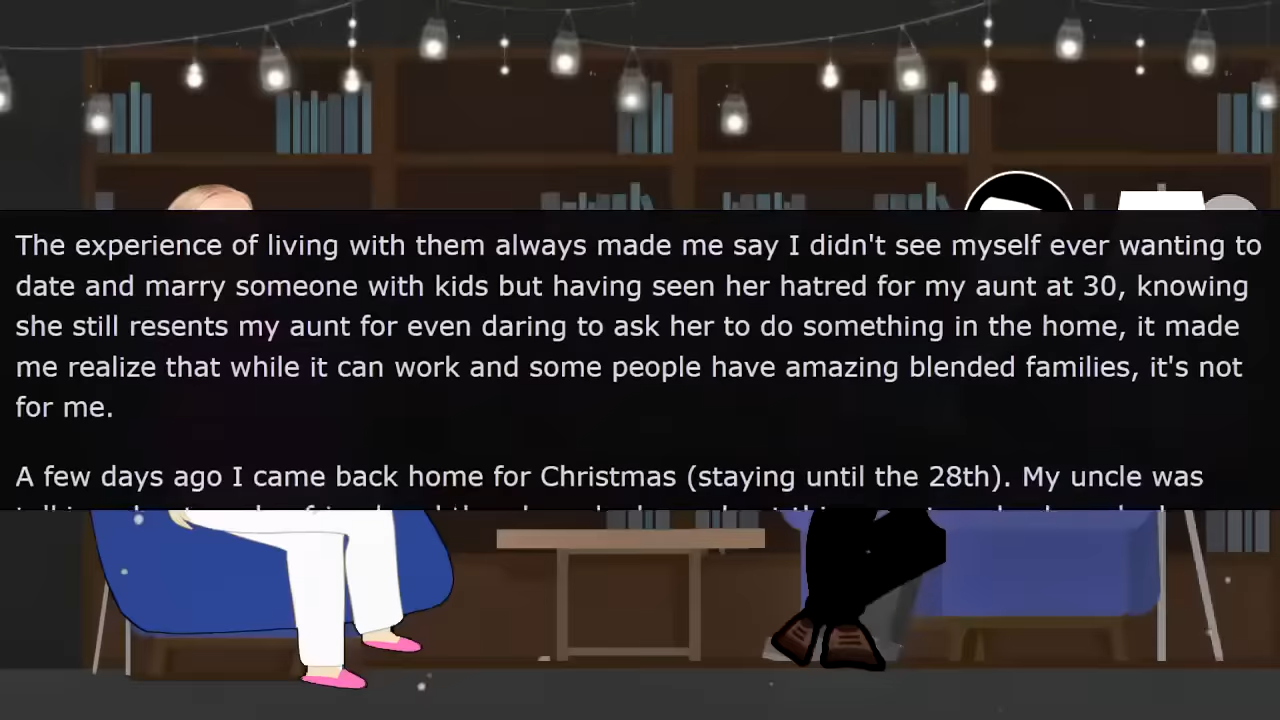 The experience of living with them always made me say I didn't see myself ever wanting to
date and marry someone with kids but having seen her hatred for my aunt at 30, knowing
she still resents my aunt for even daring to ask her to do something in the home, it made
me realize that while it can work and some people have amazing blended families, it's not
for me.
A few days ago I came back home for Christmas (staying until the 28th). My uncle was